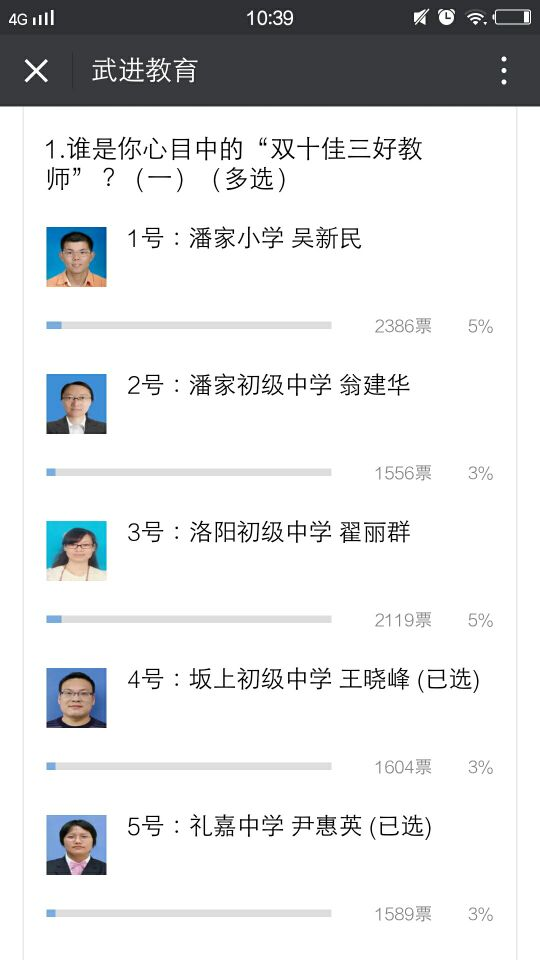 4G 10:39
武进教育
1.谁是你心目中的“双十佳三好教
师”？（一）（多选）
1号：潘家小学 吴新民
2386票 5%
2号：潘家初级中学 翁建华
1556票 3%
3号：洛阳初级中学 翟丽群
2119票 5%
4号：坂上初级中学 王晓峰 (已选)
1604票 3%
5号：礼嘉中学 尹惠英 (已选)
1589票 3%